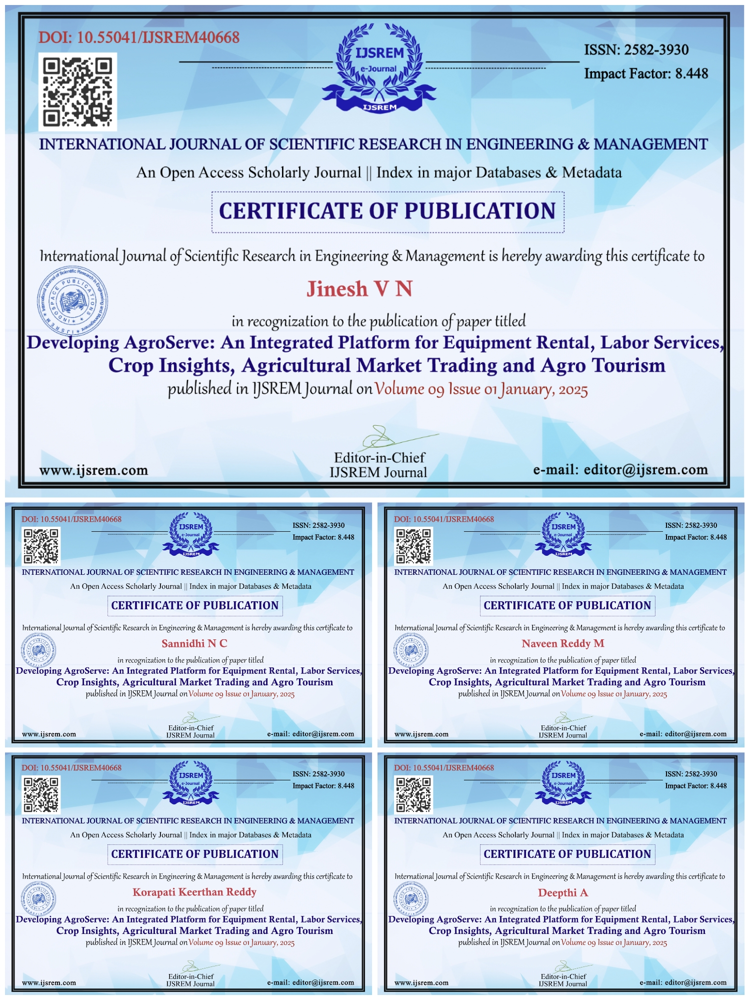 DOI: 10.55041/IJSREM40668
IJSREM
e-Journal
IJSREM
ISSN: 2582-3930
Impact Factor: 8.448
INTERNATIONAL JOURNAL OF SCIENTIFIC RESEARCH IN ENGINEERING & MANAGEMENT
An Open Access Scholarly Journal || Index in major Databases & Metadata
CERTIFICATE OF PUBLICATION
International Journal of Scientific Research in Engineering & Management is hereby awarding this certificate to
International Journal of Scientific Research in Engineering and Management
IJSREM
INDOSPACE PUBLICATIONS
Jinesh V N
in recognization to the publication of paper titled
Developing AgroServe: An Integrated Platform for Equipment Rental, Labor Services,
Crop Insights, Agricultural Market Trading and Agro Tourism
published in IJSREM Journal on Volume 09 Issue 01 January, 2025
Editor-in-Chief
IJSREM Journal
www.ijsrem.com
e-mail: editor@ijsrem.com
DOI: 10.55041/IJSREM40668
IJSREM
e-Journal
IJSREM
ISSN: 2582-3930
Impact Factor: 8.448
INTERNATIONAL JOURNAL OF SCIENTIFIC RESEARCH IN ENGINEERING & MANAGEMENT
An Open Access Scholarly Journal || Index in major Databases & Metadata
CERTIFICATE OF PUBLICATION
International Journal of Scientific Research in Engineering & Management is hereby awarding this certificate to
Sannidhi N C
in recognization to the publication of paper titled
Developing AgroServe: An Integrated Platform for Equipment Rental, Labor Services,
Crop Insights, Agricultural Market Trading and Agro Tourism
published in IJSREM Journal on Volume 09 Issue 01 January, 2025
Editor-in-Chief
IJSREM Journal
www.ijsrem.com
e-mail: editor@ijsrem.com
DOI: 10.55041/IJSREM40668
IJSREM
e-Journal
IJSREM
ISSN: 2582-3930
Impact Factor: 8.448
INTERNATIONAL JOURNAL OF SCIENTIFIC RESEARCH IN ENGINEERING & MANAGEMENT
An Open Access Scholarly Journal || Index in major Databases & Metadata
CERTIFICATE OF PUBLICATION
International Journal of Scientific Research in Engineering & Management is hereby awarding this certificate to
Naveen Reddy M
in recognization to the publication of paper titled
Developing AgroServe: An Integrated Platform for Equipment Rental, Labor Services,
Crop Insights, Agricultural Market Trading and Agro Tourism
published in IJSREM Journal on Volume 09 Issue 01 January, 2025
Editor-in-Chief
IJSREM Journal
www.ijsrem.com
e-mail: editor@ijsrem.com
DOI: 10.55041/IJSREM40668
IJSREM
e-Journal
IJSREM
ISSN: 2582-3930
Impact Factor: 8.448
INTERNATIONAL JOURNAL OF SCIENTIFIC RESEARCH IN ENGINEERING & MANAGEMENT
An Open Access Scholarly Journal || Index in major Databases & Metadata
CERTIFICATE OF PUBLICATION
International Journal of Scientific Research in Engineering & Management is hereby awarding this certificate to
Korapati Keerthan Reddy
in recognization to the publication of paper titled
Developing AgroServe: An Integrated Platform for Equipment Rental, Labor Services,
Crop Insights, Agricultural Market Trading and Agro Tourism
published in IJSREM Journal on Volume 09 Issue 01 January, 2025
Editor-in-Chief
IJSREM Journal
www.ijsrem.com
e-mail: editor@ijsrem.com
DOI: 10.55041/IJSREM40668
IJSREM
e-Journal
IJSREM
ISSN: 2582-3930
Impact Factor: 8.448
INTERNATIONAL JOURNAL OF SCIENTIFIC RESEARCH IN ENGINEERING & MANAGEMENT
An Open Access Scholarly Journal || Index in major Databases & Metadata
CERTIFICATE OF PUBLICATION
International Journal of Scientific Research in Engineering & Management is hereby awarding this certificate to
Deepthi A
in recognization to the publication of paper titled
Developing AgroServe: An Integrated Platform for Equipment Rental, Labor Services,
Crop Insights, Agricultural Market Trading and Agro Tourism
published in IJSREM Journal on Volume 09 Issue 01 January, 2025
Editor-in-Chief
IJSREM Journal
www.ijsrem.com
e-mail: editor@ijsrem.com